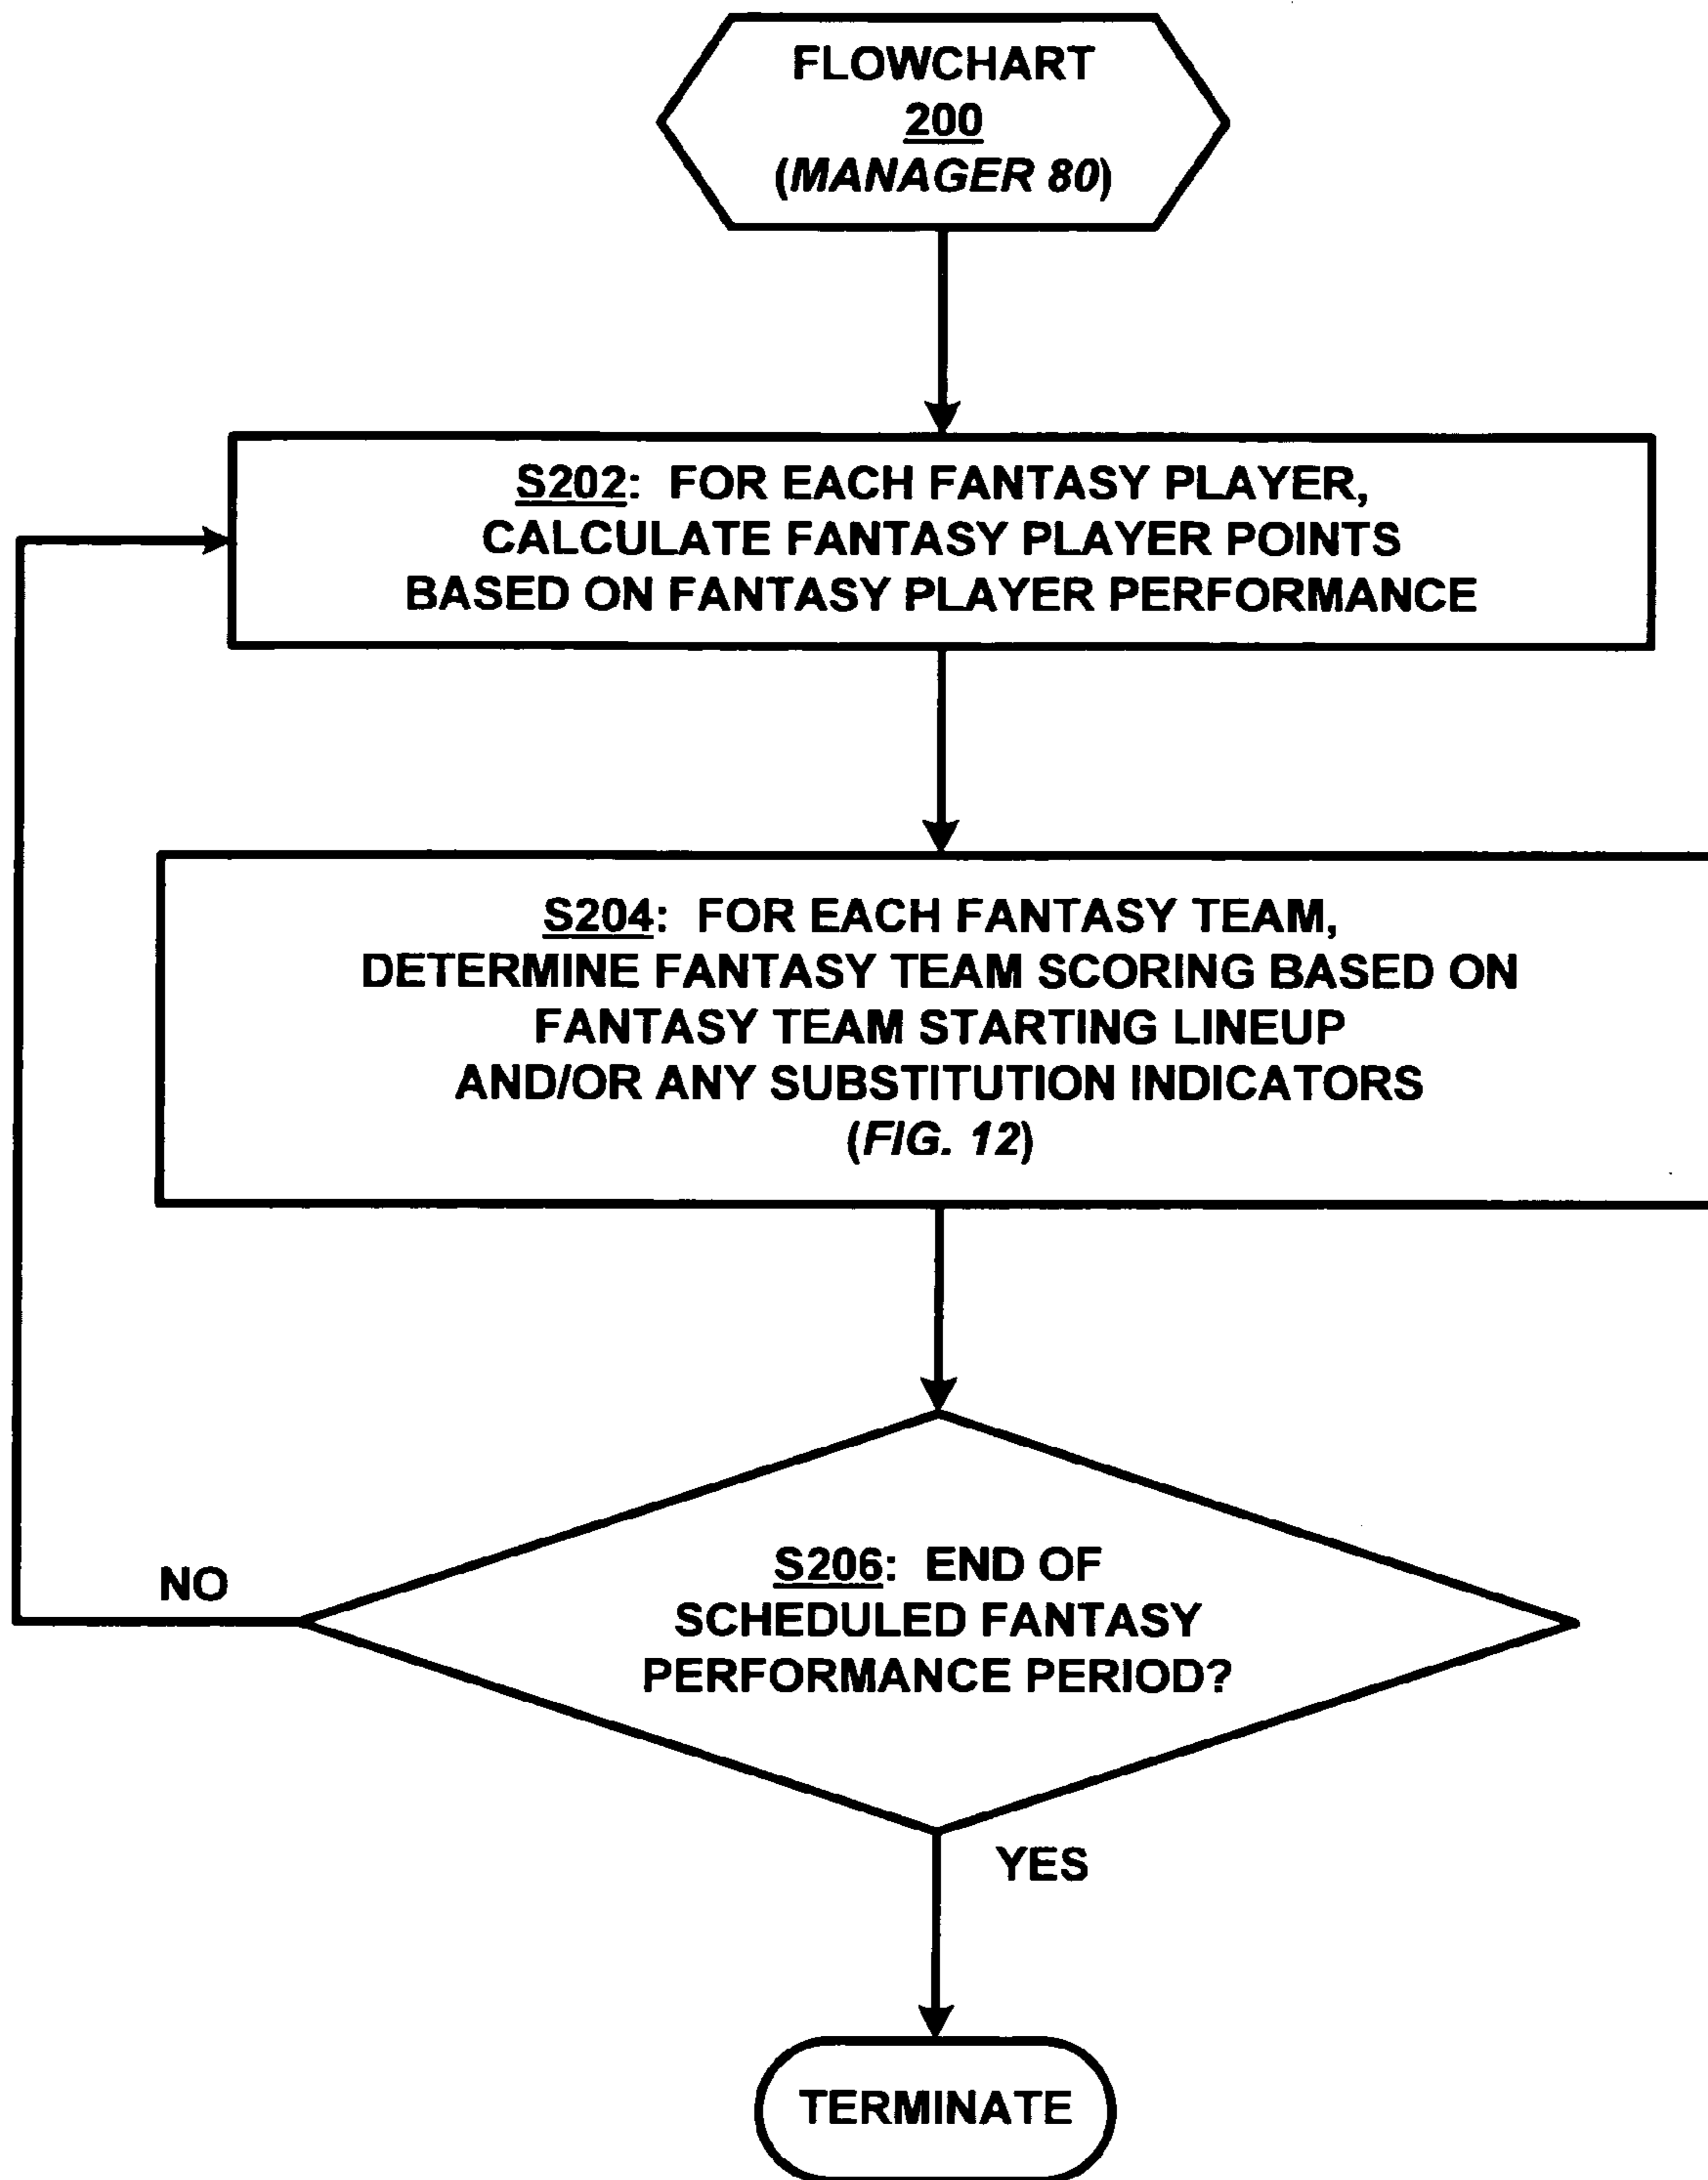 FLOWCHART
200
(MANAGER 80)
S202: FOR EACH FANTASY PLAYER,
CALCULATE FANTASY PLAYER POINTS
BASED ON FANTASY PLAYER PERFORMANCE
S204: FOR EACH FANTASY TEAM,
DETERMINE FANTASY TEAM SCORING BASED ON
FANTASY TEAM STARTING LINEUP
AND/OR ANY SUBSTITUTION INDICATORS
(FIG. 12)
NO
S206: END OF
SCHEDULED FANTASY
PERFORMANCE PERIOD?
YES
TERMINATE